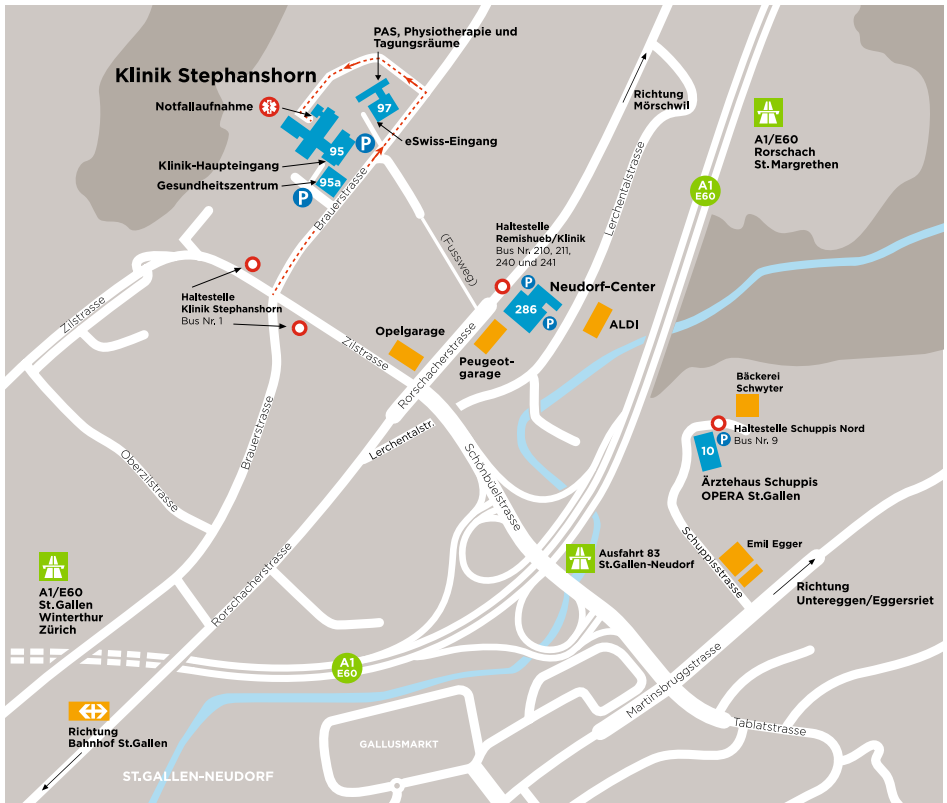 PAS, Physiotherapie und
Tagungsräume
Klinik Stephanshorn
Notfallaufnahme
97
eSwiss-Eingang
P
95
Klinik-Haupteingang
Gesundheitszentrum
95a
P
Brauerstrasse
(Fussweg)
Richtung
Mörschwil
Lerchentalstrasse
A1/E60
Rorschach
St.Margrethen
A1
E60
Haltestelle
Remishueb/Klinik
Bus Nr. 210, 211,
240 und 241
P
Neudorf-Center
286
P
ALDI
Haltestelle
Klinik Stephanshorn
Bus Nr. 1
Zilstrasse
Zilstrasse
Opelgarage
Peugeot-
garage
Rorschacherstrasse
Lerchentalstr.
Brauerstrasse
Oberzilstrasse
Schönbüelstrasse
Bäckerei
Schwyter
Haltestelle Schuppis Nord
Bus Nr. 9
P
10
Ärztehaus Schuppis
OPERA St.Gallen
Schuppisstrasse
Emil Egger
Ausfahrt 83
St.Gallen-Neudorf
Richtung
Untereggen/Eggersriet
A1/E60
St.Gallen
Winterthur
Zürich
Rorschacherstrasse
A1
E60
Martinsbruggstrasse
Tablatstrasse
Richtung
Bahnhof St.Gallen
GALLUSMARKT
ST.GALLEN-NEUDORF